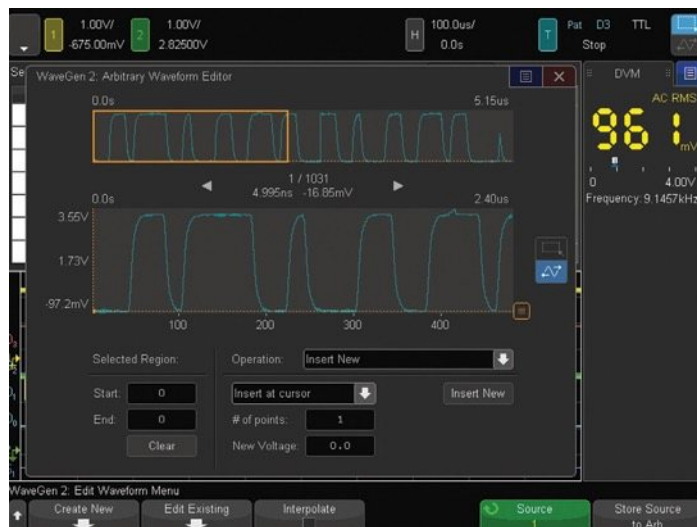 1 1.00V/ 2 1.00V/ H 100.0us/ T Pat D3 TTL
-675.00mV 2.82500V 0.0s Stop
Se WaveGen 2: Arbitrary Waveform Editor DVM
AC RMS
0.0s 5.15us
961 mV
1 / 1031
4.995ns -16.85mV
0 4.00V
0.0s 2.40us
Frequency: 9.1457kHz
3.55V
1.73V
-97.2mV
100 200 300 400
Selected Region: Operation: Insert New
Start: 0 Insert at cursor Insert New
End: 0 # of points: 1
Clear New Voltage: 0.0
WaveGen 2: Edit Waveform Menu
Create New Edit Existing Interpolate Source Store Source
1 to Arb